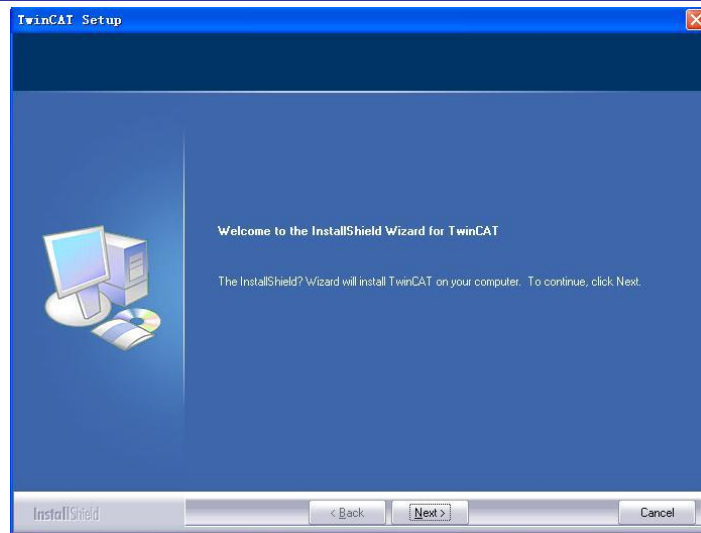 TwinCAT Setup
Welcome to the InstallShield Wizard for TwinCAT
The InstallShield? Wizard will install TwinCAT on your computer. To continue, click Next.
InstallShield
< Back
Next >
Cancel